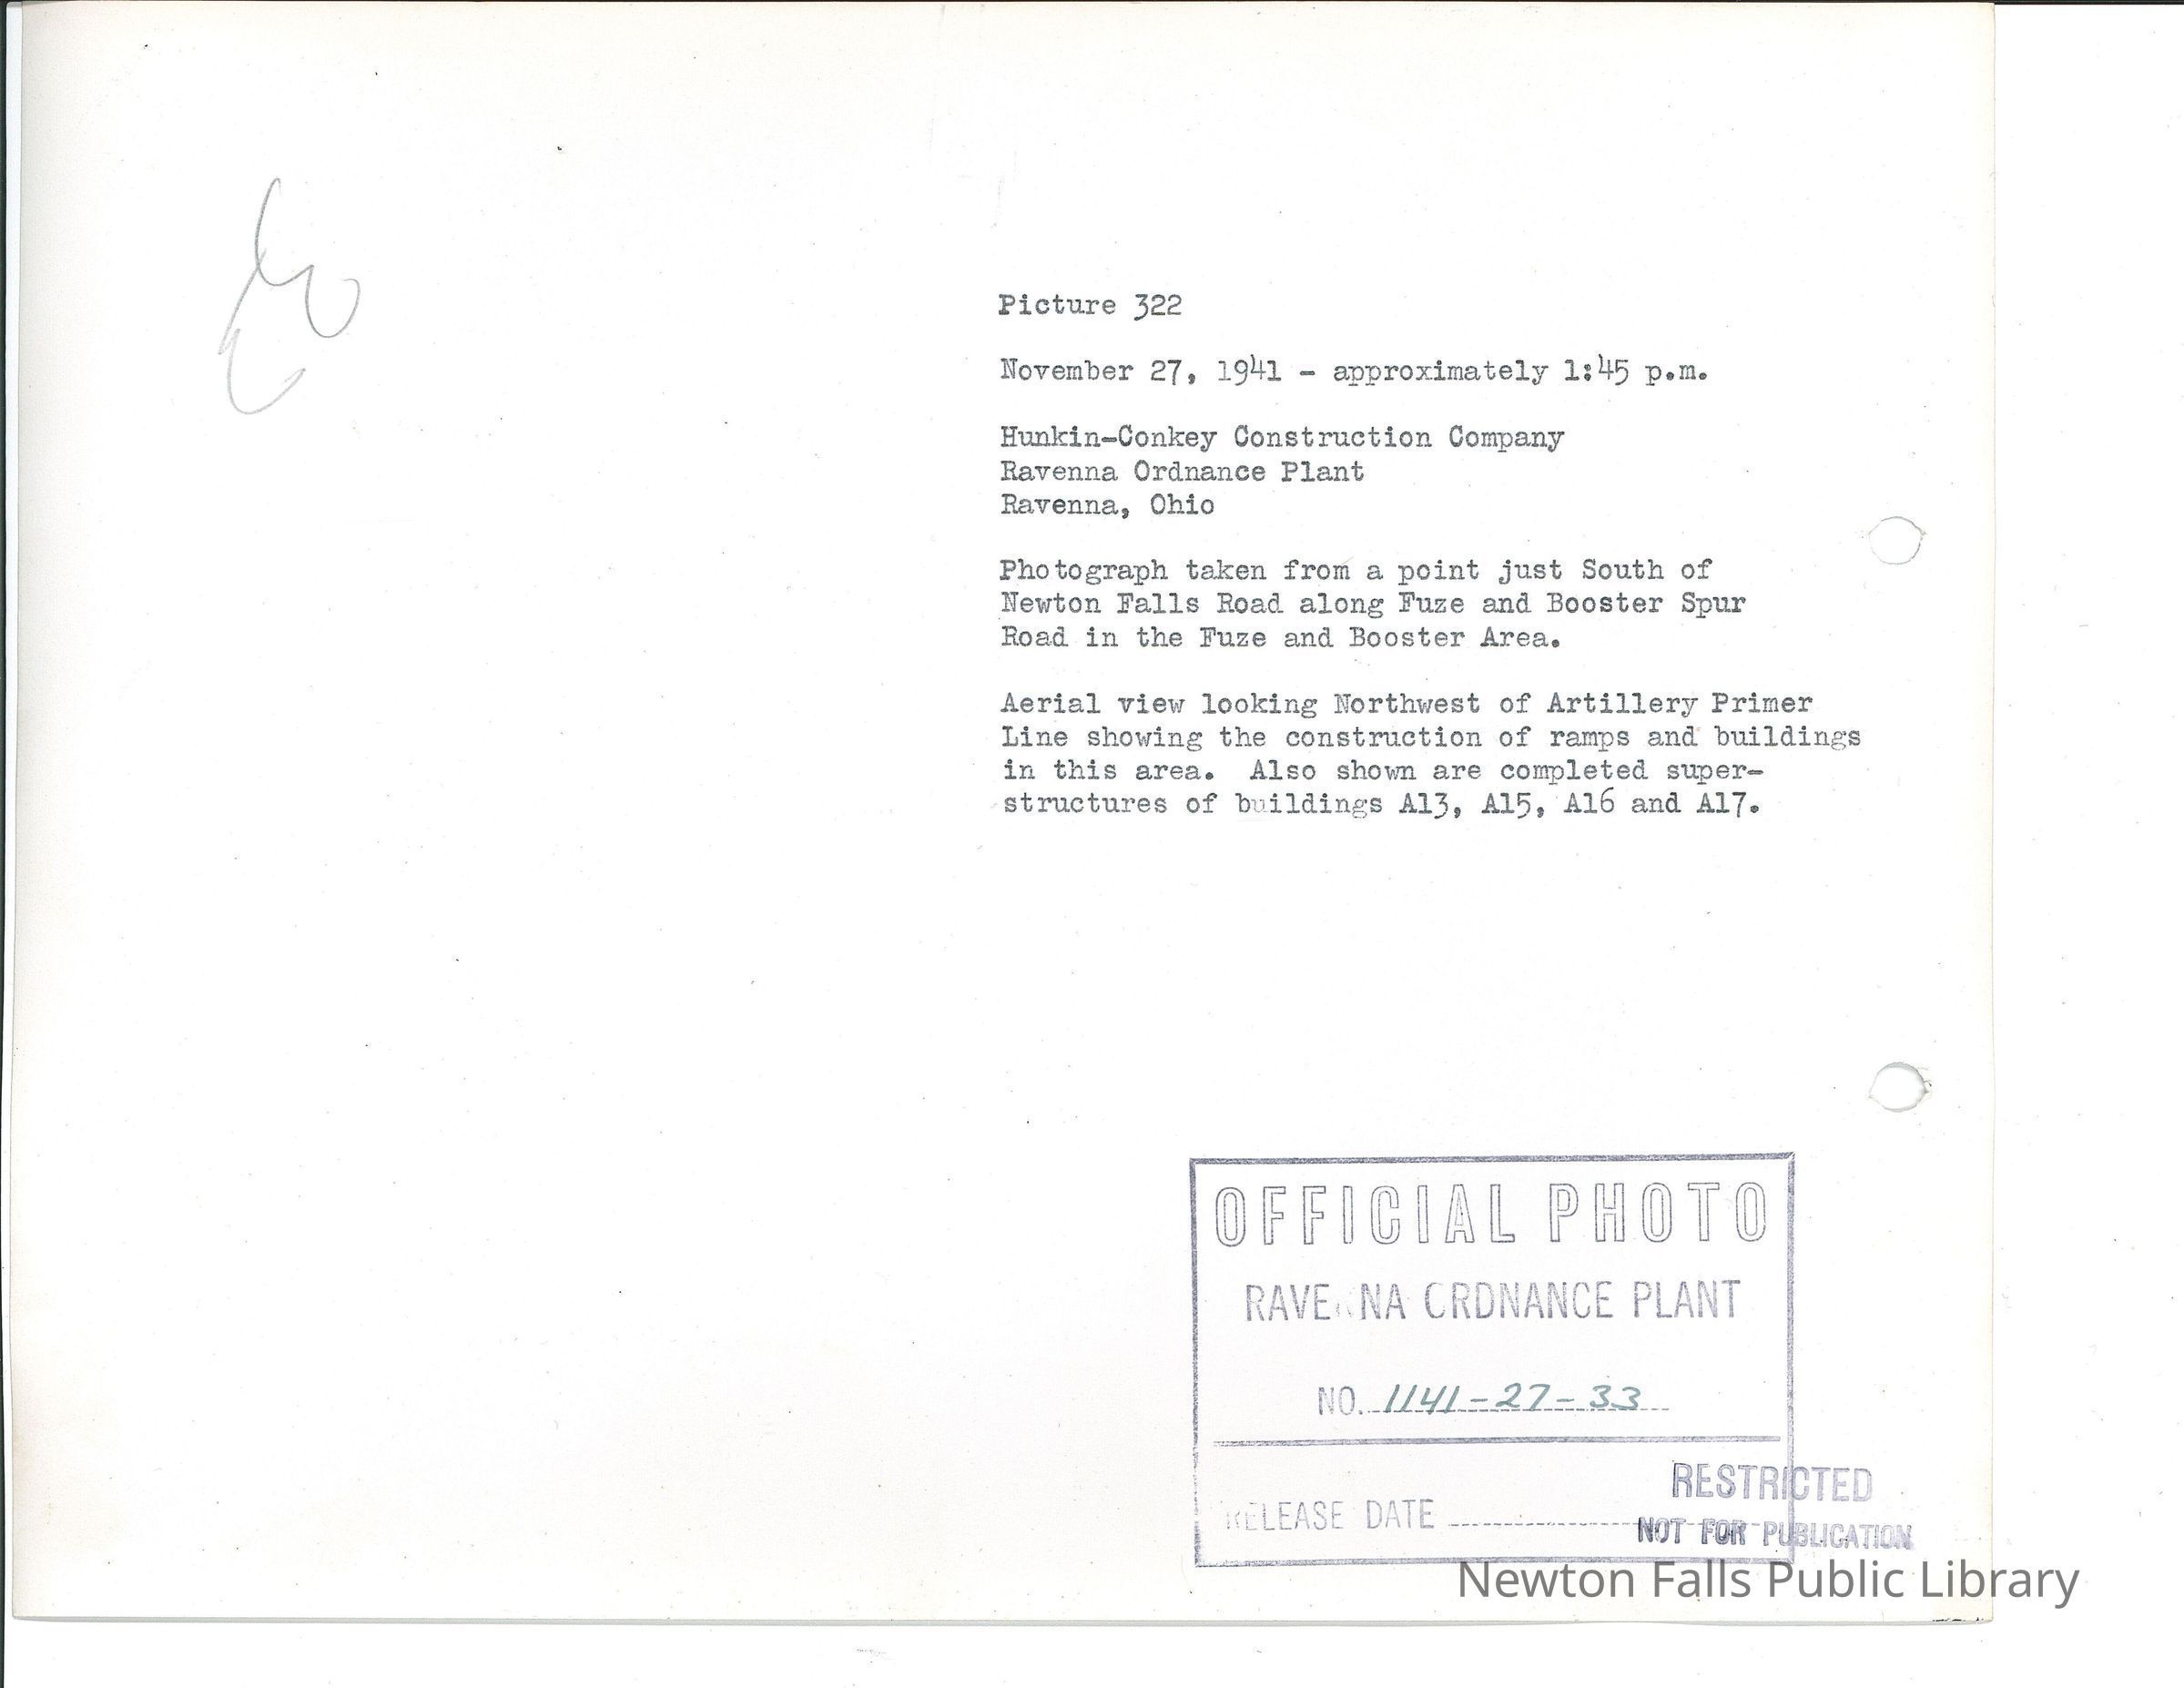 Picture 322
November 27, 1941 - approximately 1:45 p.m.
Hunkin-Conkey Construction Company
Ravenna Ordnance Plant
Ravenna, Ohio
Photograph taken from a point just South of
Newton Falls Road along Fuze and Booster Spur
Road in the Fuze and Booster Area.
Aerial view looking Northwest of Artillery Primer
Line showing the construction of ramps and buildings
in this area.  Also shown are completed super-
structures of buildings A13, A15, A16 and A17.
OFFICIAL PHOTO
RAVENNA ORDNANCE PLANT
NO. 1141-27-33
RESTRICTED
RELEASE DATE
NOT FOR PUBLICATION
Newton Falls Public Library